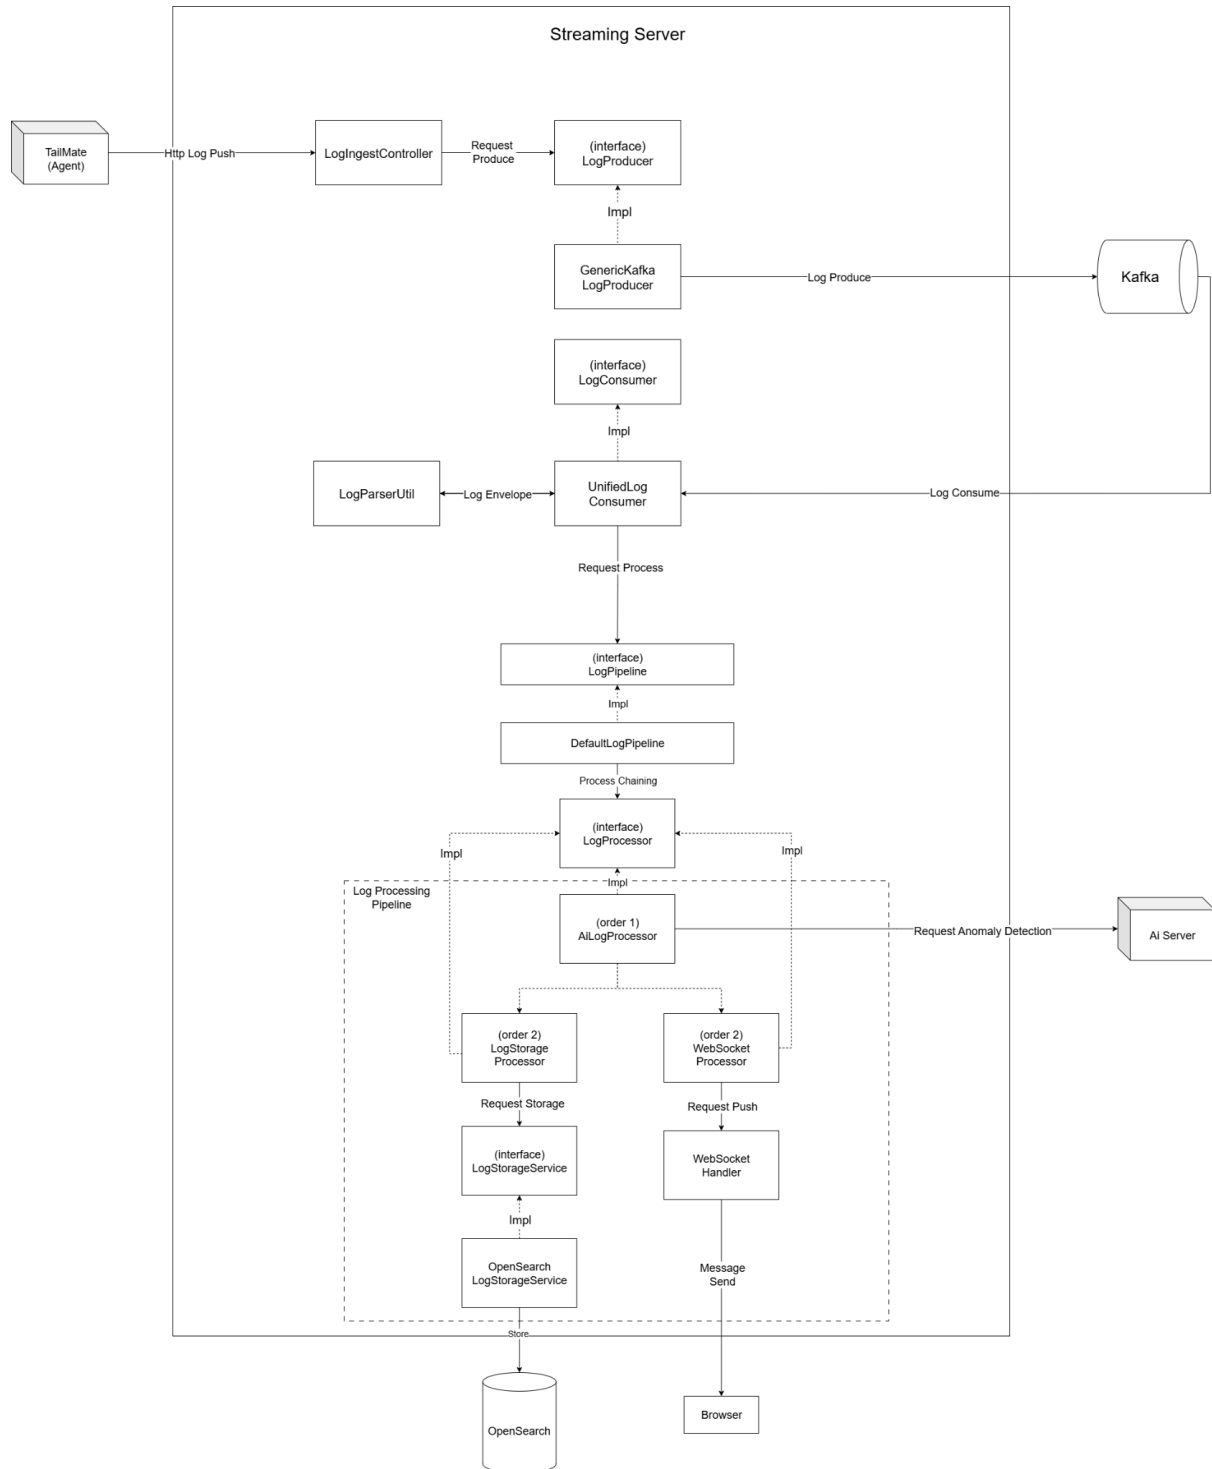 Streaming Server
TailMate
(Agent)
Http Log Push
LogIngestController
Request
Produce
(interface)
LogProducer
Impl
GenericKafka
LogProducer
Log Produce
Kafka
(interface)
LogConsumer
Impl
LogParserUtil
Log Envelope
UnifiedLog
Consumer
Log Consume
Request Process
(interface)
LogPipeline
Impl
DefaultLogPipeline
Process Chaining
(interface)
LogProcessor
Impl
Impl
Impl
Log Processing
Pipeline
(order 1)
AiLogProcessor
Request Anomaly Detection
Ai Server
(order 2)
LogStorage
Processor
(order 2)
WebSocket
Processor
Request Storage
Request Push
(interface)
LogStorageService
WebSocket
Handler
Impl
OpenSearch
LogStorageService
Message
Send
Store
OpenSearch
Browser